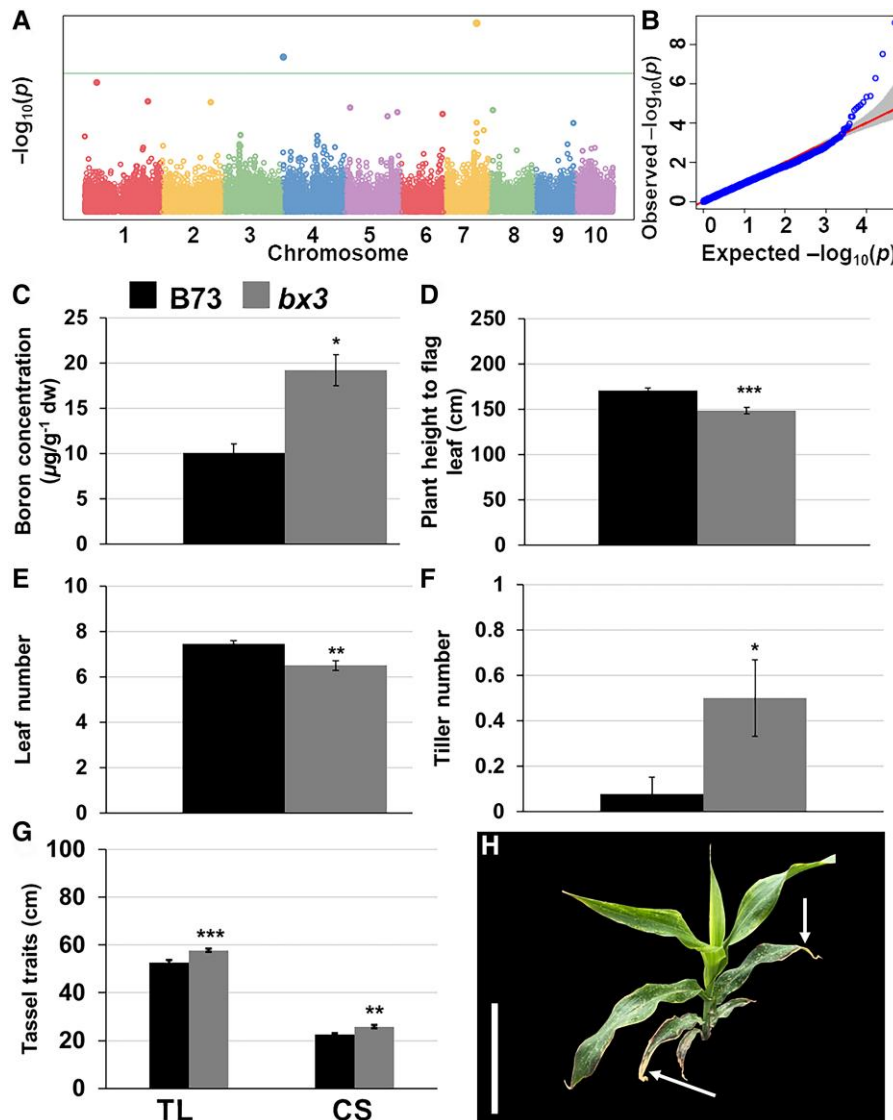 A
–log10(p)
1 2 3 4 5 6 7 8 9 10
Chromosome
B
Observed –log10(p)
8
6
4
2
0
0 1 2 3 4
Expected –log10(p)
B73 bx3
C
Boron concentration
(µg/g-1 dw)
25
20
15
10
5
0
*
D
Plant height to flag
leaf (cm)
250
200
150
100
50
0
***
E
Leaf number
10
8
6
4
2
0
**
F
Tiller number
1
0.8
0.6
0.4
0.2
0
*
G
Tassel traits (cm)
100
80
60
40
20
0
***
**
TL CS
H